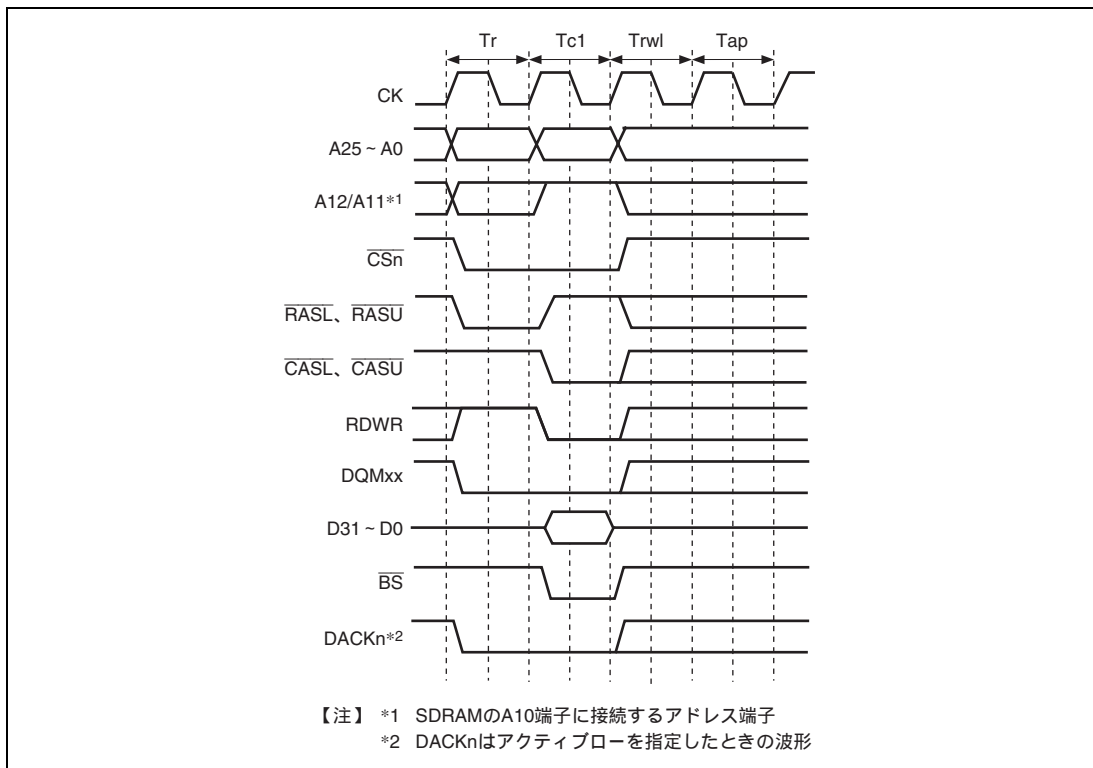 Tr Tc1 Trwl Tap
CK
A25 ~ A0
A12/A11*1
CSn
RASL、RASU
CASL、CASU
RDWR
DQMxx
D31 ~ D0
BS
DACKn*2
【注】 *1 SDRAMのA10端子に接続するアドレス端子
*2 DACKnはアクティブローを指定したときの波形